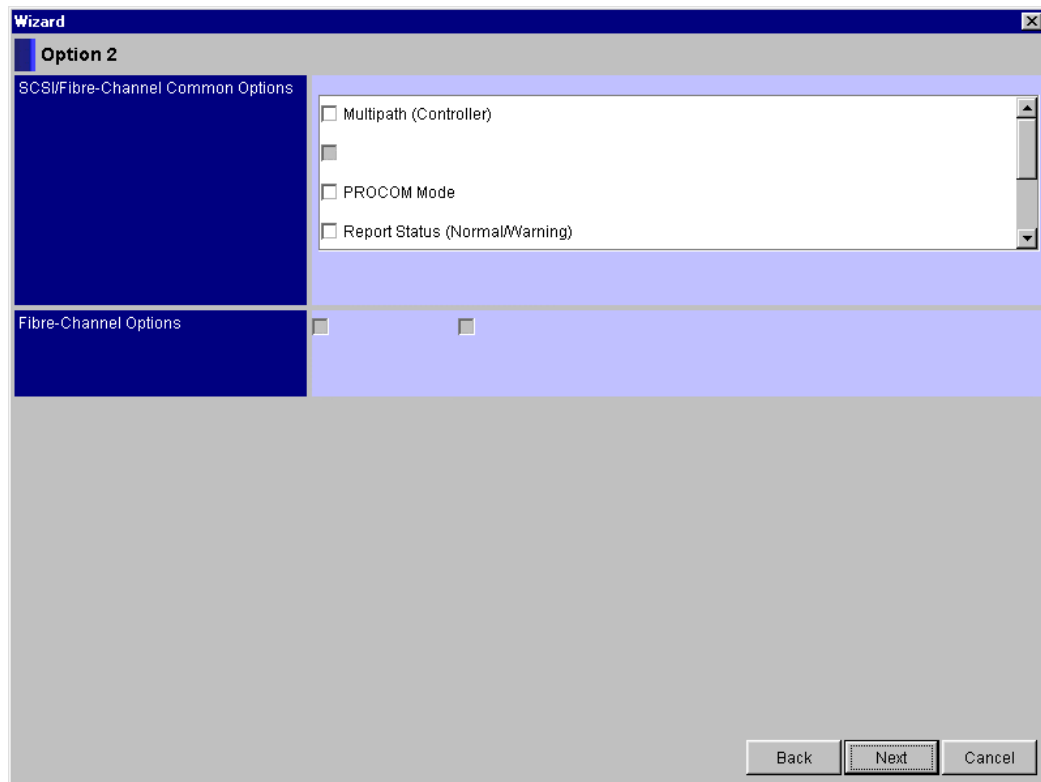 Wizard
Option 2
SCSI/Fibre-Channel Common Options
Multipath (Controller)
PROCOM Mode
Report Status (Normal/Warning)
Fibre-Channel Options
Back
Next
Cancel